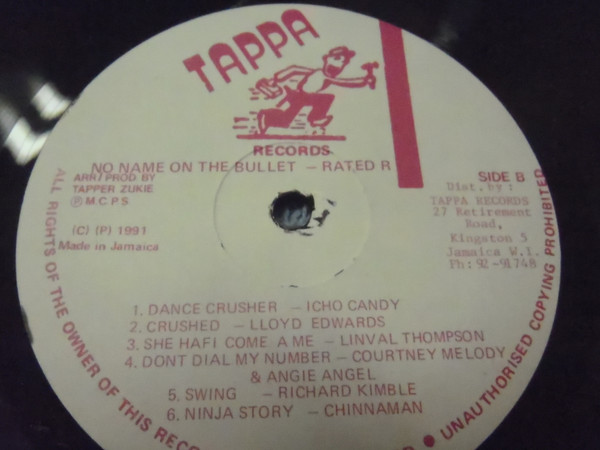 TAPPA
RECORDS
NO NAME ON THE BULLET – RATED R
ARR/PROD BY
TAPPER ZUKIE
Ⓟ M.C.P.S
(C) (P) 1991
Made in Jamaica
SIDE B
Dist. by:
TAPPA RECORDS
27 Retirement
Road,
Kingston 5
Jamaica W.I.
Ph: 92-91748
1. DANCE CRUSHER – ICHO CANDY
2. CRUSHED – LLOYD EDWARDS
3. SHE HAFI COME A ME – LINVAL THOMPSON
4. DONT DIAL MY NUMBER – COURTNEY MELODY
& ANGIE ANGEL
5. SWING – RICHARD KIMBLE
6. NINJA STORY – CHINNAMAN
ALL RIGHTS OF THE OWNER OF THIS
UNAUTHORISED COPYING PROHIBITED